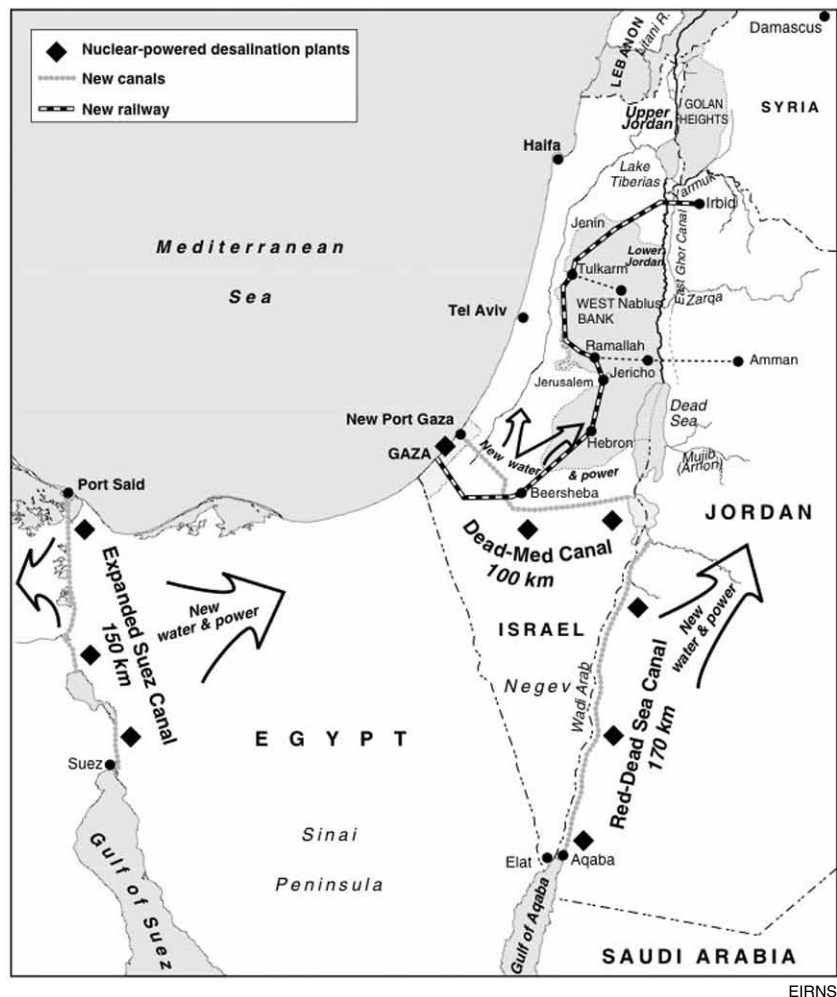 Nuclear-powered desalination plants
New canals
New railway
Damascus
LEBANON
Litani R.
Upper
Jordan
GOLAN
HEIGHTS
SYRIA
Haifa
Lake
Tiberias
Yarmuk
Irbid
Mediterranean
Sea
Jenin
Lower
Jordan
East Ghor Canal
Tulkarm
WEST Nablus
BANK
Zarqa
Tel Aviv
Ramallah
Amman
Jerusalem
Jericho
New Port Gaza
Dead
Sea
GAZA
Hebron
New water
& power
Mujib
(Arnon)
Port Said
Beersheba
JORDAN
Dead-Med Canal
100 km
Expanded Suez Canal
150 km
New
water & power
ISRAEL
New
water & power
Negev
Wadi Arab
Red-Dead Sea Canal
170 km
EGYPT
Suez
Sinai
Peninsula
Elat
Aqaba
Gulf of Suez
Gulf of Aqaba
SAUDI ARABIA
EIRNS